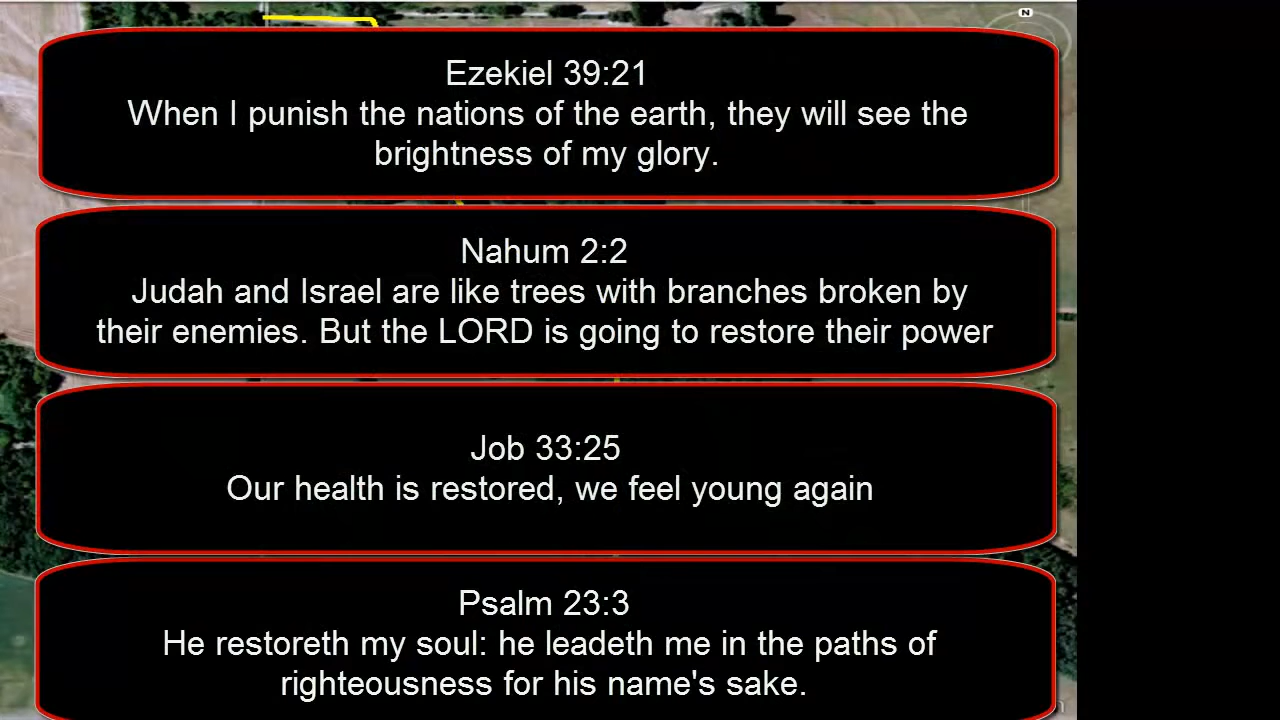 N
Ezekiel 39:21
When I punish the nations of the earth, they will see the
brightness of my glory.
Nahum 2:2
Judah and Israel are like trees with branches broken by
their enemies. But the LORD is going to restore their power
Job 33:25
Our health is restored, we feel young again
Psalm 23:3
He restoreth my soul: he leadeth me in the paths of
righteousness for his name's sake.